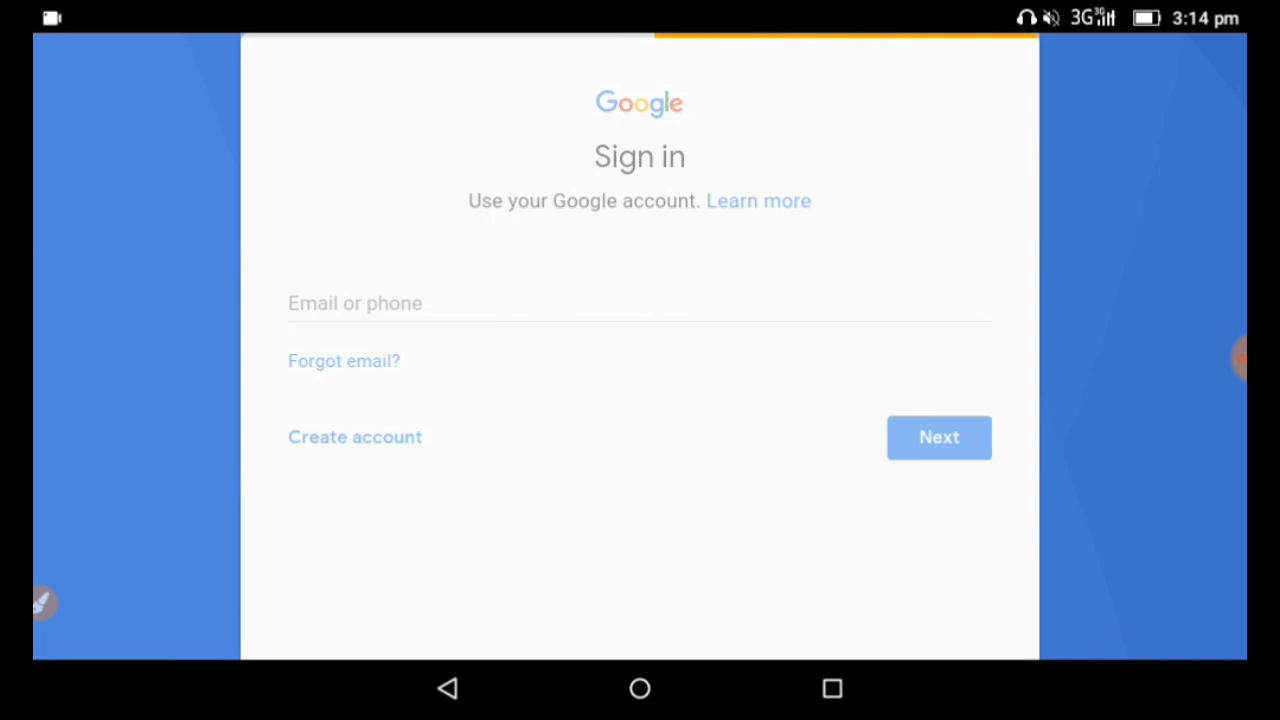 3G 3G 3:14 pm
Google
Sign in
Use your Google account. Learn more
Email or phone
Forgot email?
Create account
Next